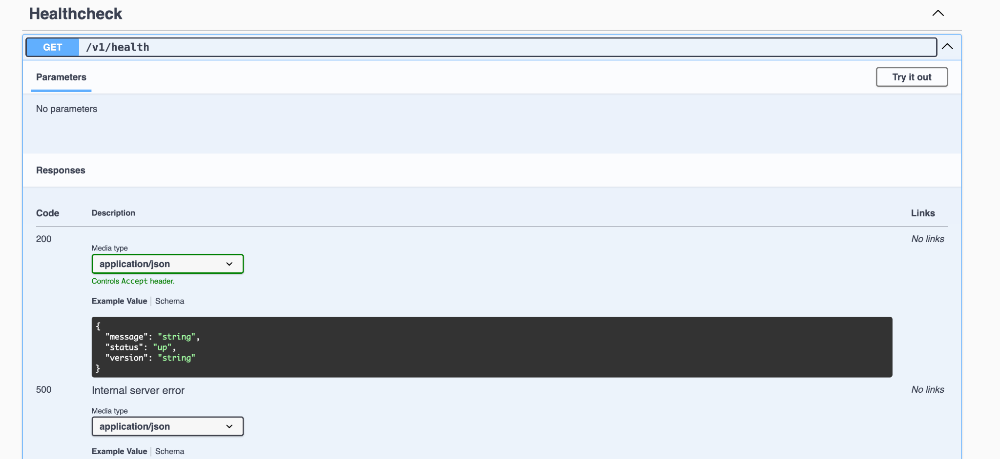 Healthcheck
GET /v1/health
Parameters
Try it out
No parameters
Responses
Code Description Links
200 No links
Media type
application/json
Controls Accept header.
Example Value Schema
{
  "message": "string",
  "status": "up",
  "version": "string"
}
500 Internal server error No links
Media type
application/json
Example Value Schema